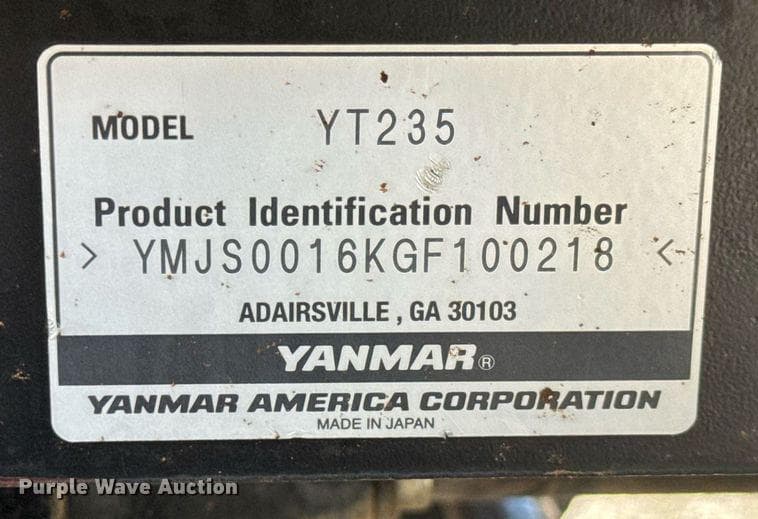 MODEL YT235
Product Identification Number
> YMJS0016KGF100218 <
ADAIRSVILLE , GA 30103
YANMAR®
YANMAR AMERICA CORPORATION
MADE IN JAPAN
Purple Wave Auction